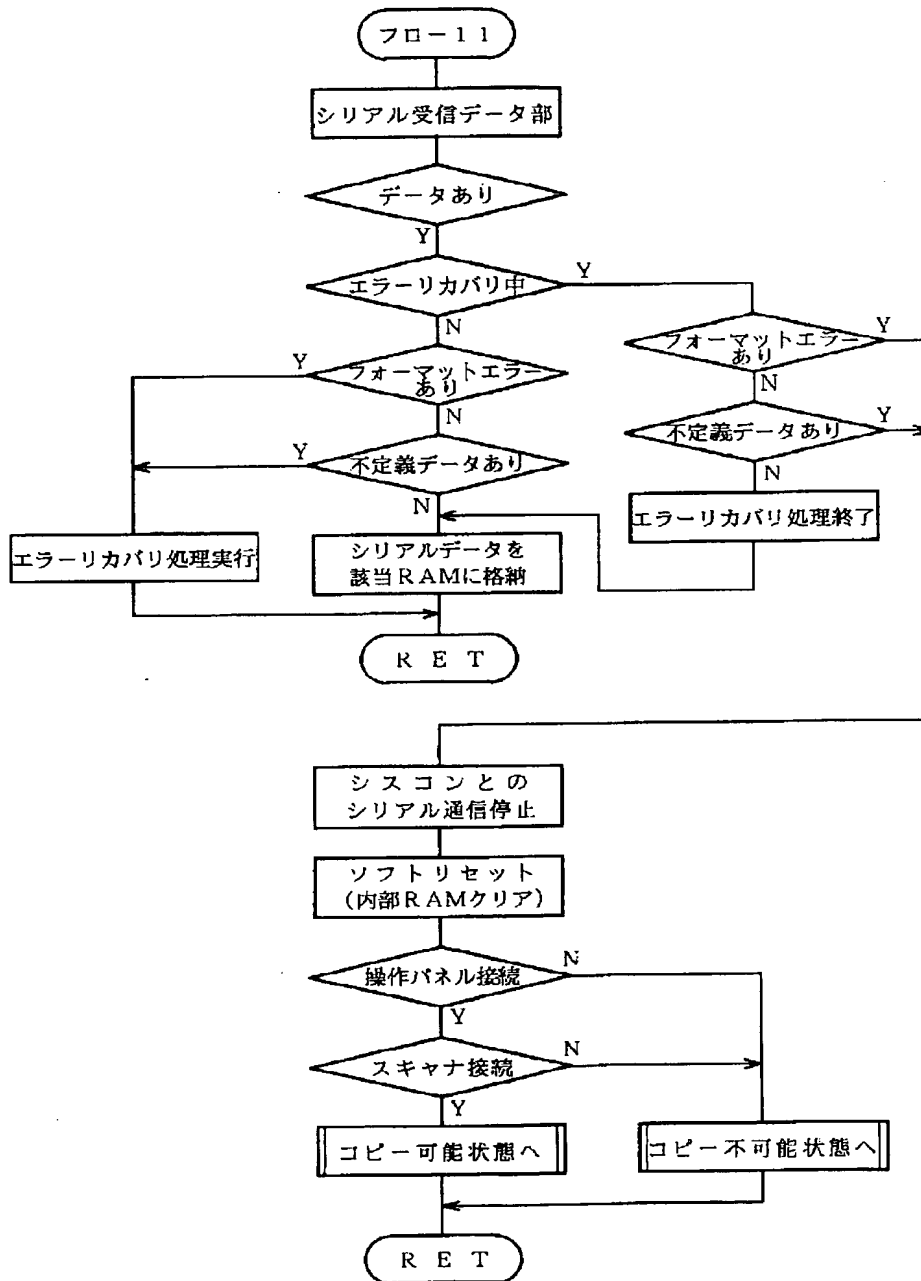 フロー11
シリアル受信データ部
データあり
Y
エラーリカバリ中
Y
N
フォーマットエラー
あり
Y
N
フォーマットエラー
あり
Y
N
不定義データあり
Y
N
不定義データあり
Y
N
エラーリカバリ処理終了
エラーリカバリ処理実行
シリアルデータを
該当RAMに格納
RET
シスコンとの
シリアル通信停止
ソフトリセット
(内部RAMクリア)
操作パネル接続
N
Y
スキャナ接続
N
Y
コピー可能状態へ
コピー不可能状態へ
RET